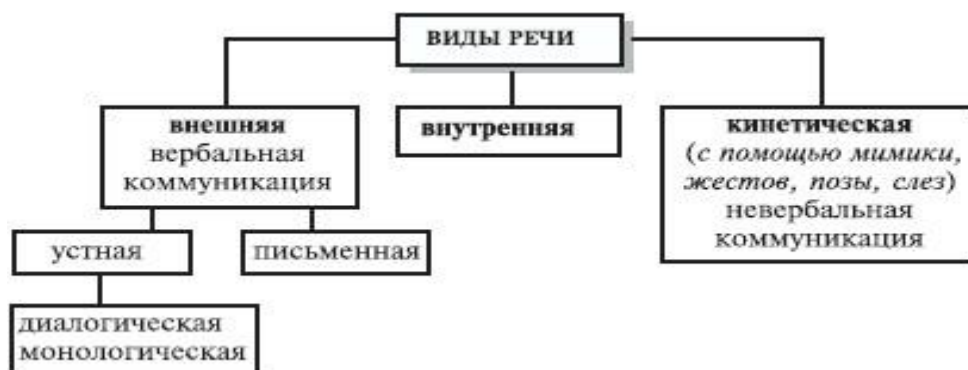 ВИДЫ РЕЧИ
внешняя
вербальная
коммуникация
внутренняя
кинетическая
(с помощью мимики,
жестов, позы, слез)
невербальная
коммуникация
устная
письменная
диалогическая
монологическая